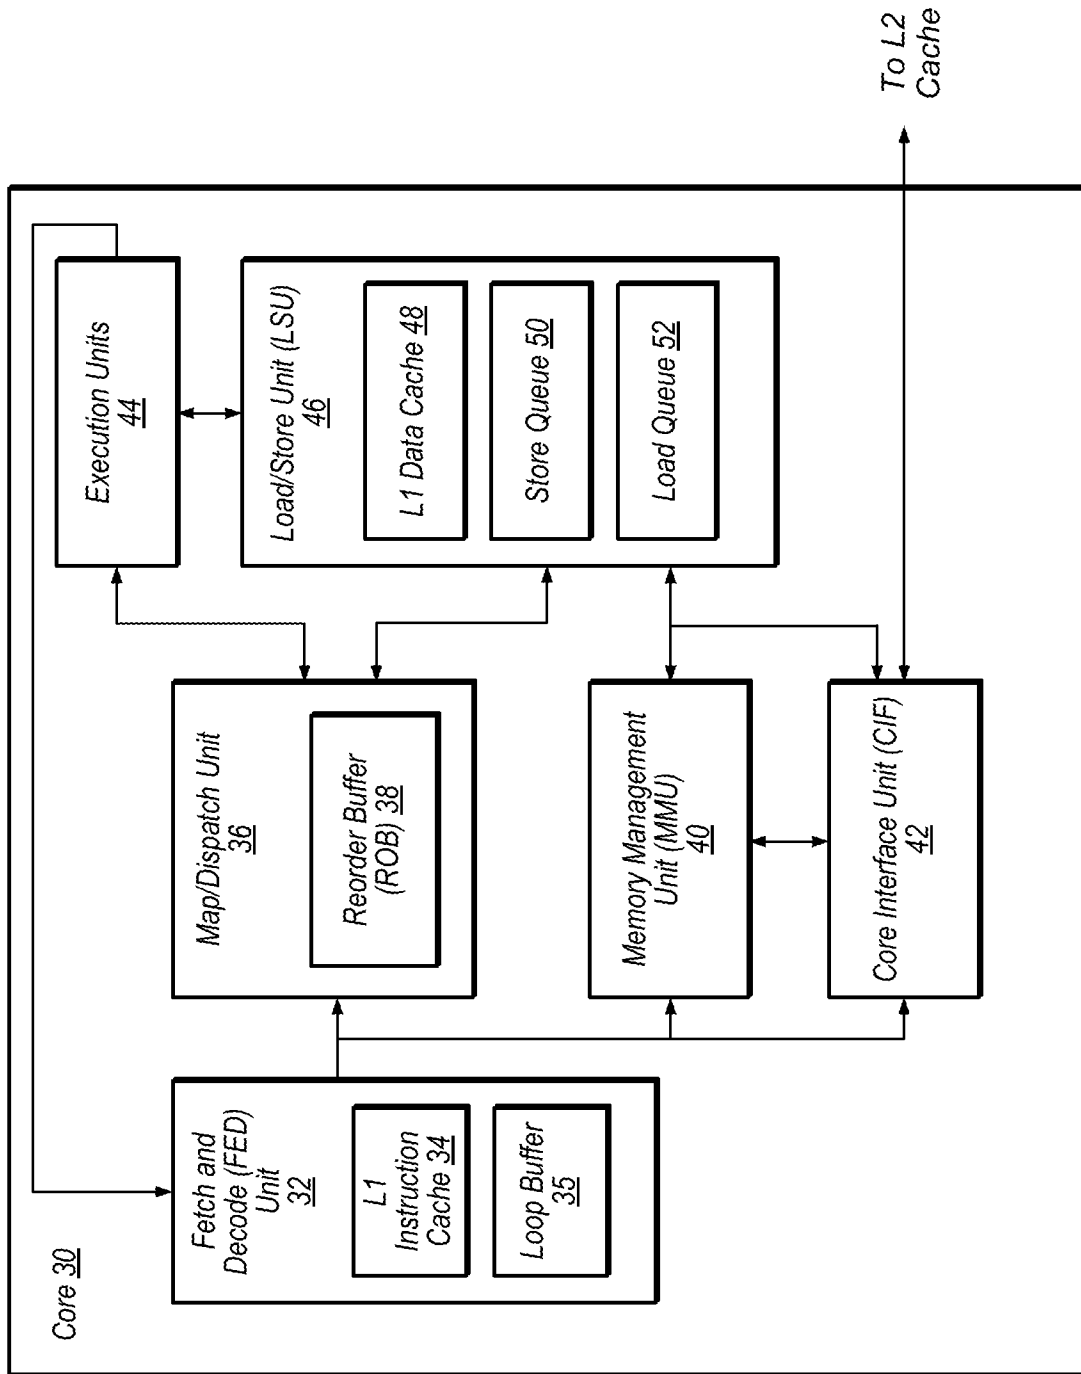 Core 30
Fetch and
Decode (FED)
Unit
32
L1
Instruction
Cache 34
Loop Buffer
35
Map/Dispatch Unit
36
Reorder Buffer
(ROB) 38
Memory Management
Unit (MMU)
40
Core Interface Unit (CIF)
42
Execution Units
44
Load/Store Unit (LSU)
46
L1 Data Cache 48
Store Queue 50
Load Queue 52
To L2
Cache